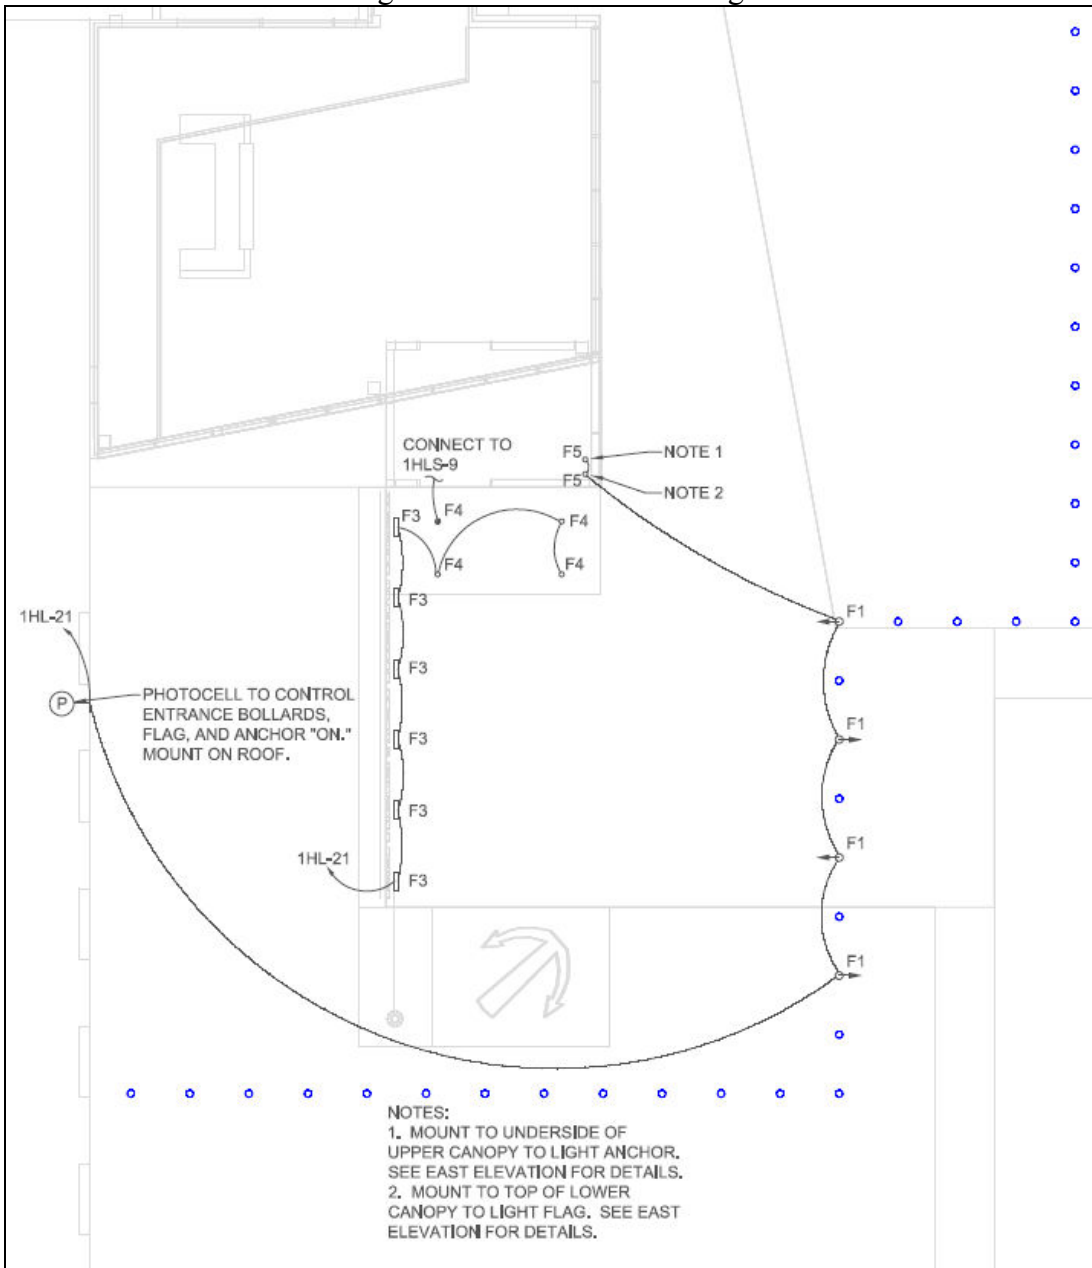 CONNECT TO
1HLS-9
F5
NOTE 1
F5
NOTE 2
F3
F4
F4
F4
F4
F3
F1
1HL-21
F3
P
PHOTOCELL TO CONTROL
ENTRANCE BOLLARDS,
FLAG, AND ANCHOR "ON."
MOUNT ON ROOF.
F3
F1
F3
F1
1HL-21
F3
F1
NOTES:
1. MOUNT TO UNDERSIDE OF
UPPER CANOPY TO LIGHT ANCHOR.
SEE EAST ELEVATION FOR DETAILS.
2. MOUNT TO TOP OF LOWER
CANOPY TO LIGHT FLAG. SEE EAST
ELEVATION FOR DETAILS.